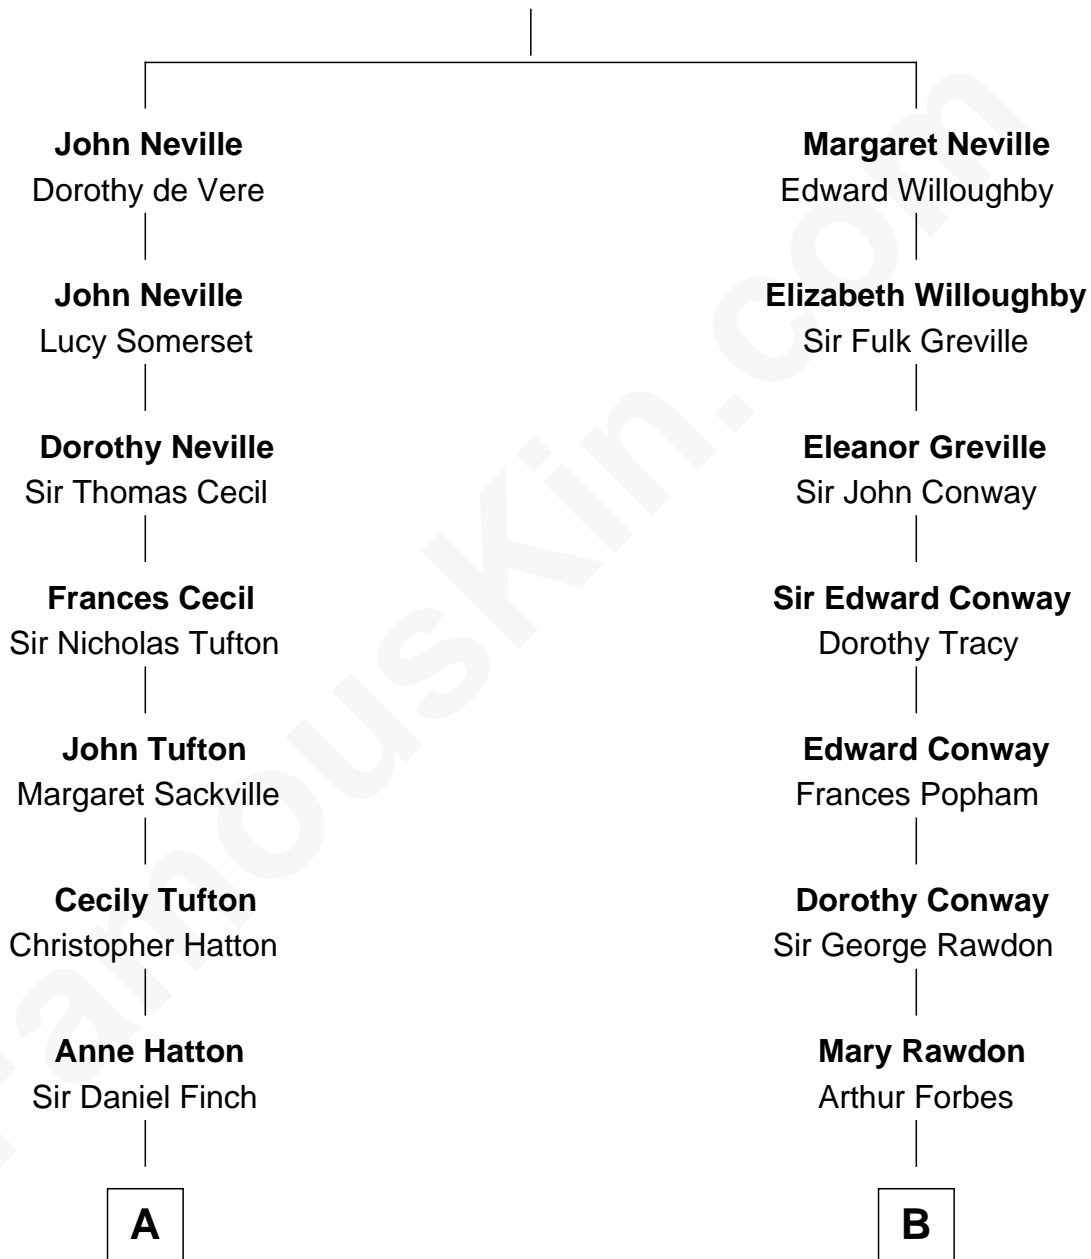 John Neville
Dorothy de Vere
John Neville
Lucy Somerset
Dorothy Neville
Sir Thomas Cecil
Frances Cecil
Sir Nicholas Tufton
John Tufton
Margaret Sackville
Cecily Tufton
Christopher Hatton
Anne Hatton
Sir Daniel Finch
A
Margaret Neville
Edward Willoughby
Elizabeth Willoughby
Sir Fulk Greville
Eleanor Greville
Sir John Conway
Sir Edward Conway
Dorothy Tracy
Edward Conway
Frances Popham
Dorothy Conway
Sir George Rawdon
Mary Rawdon
Arthur Forbes
B
FamousKin.com